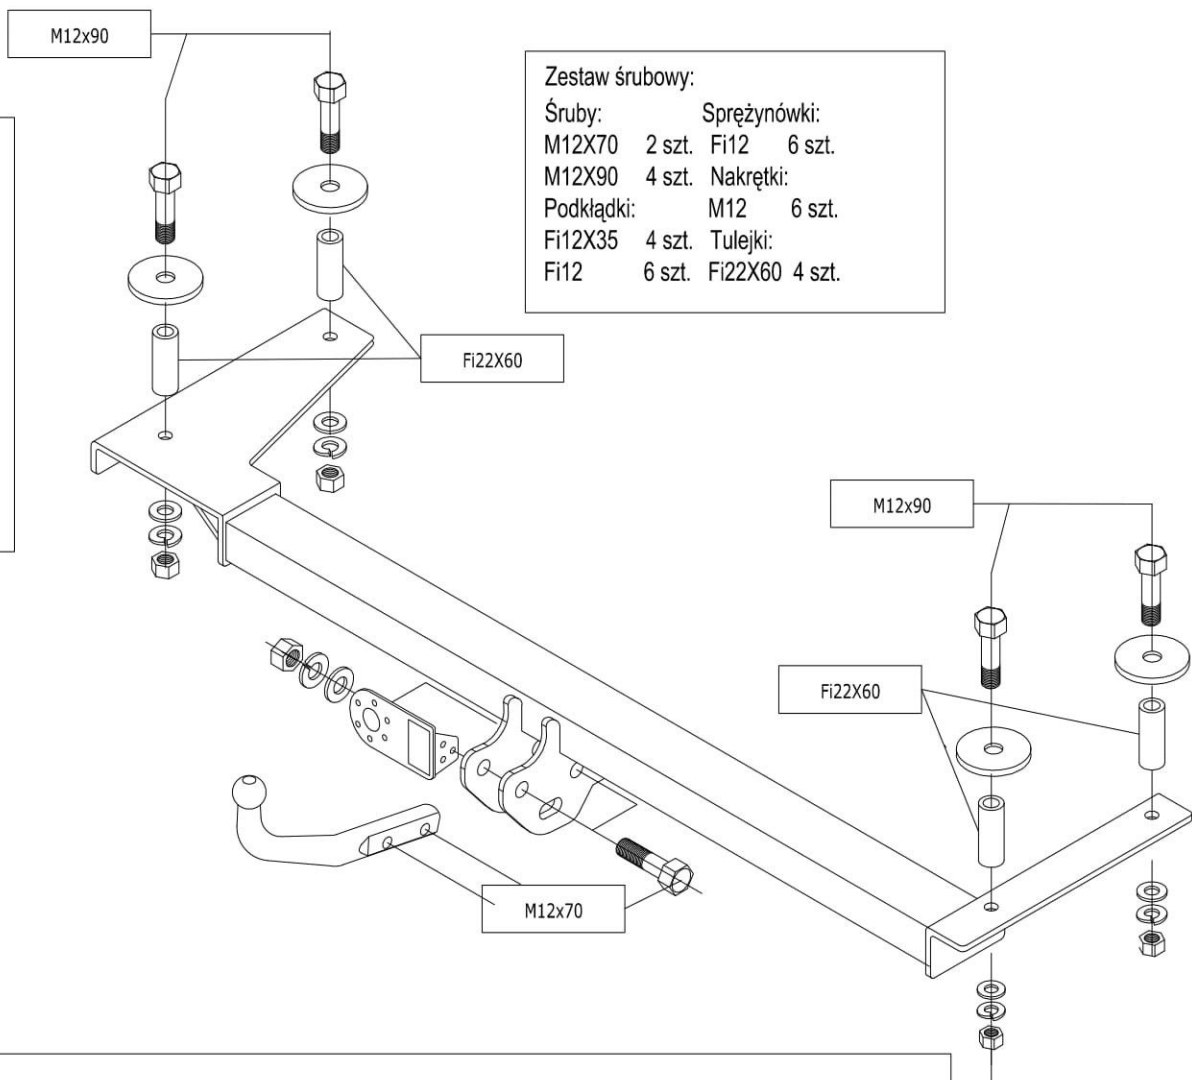 M12x90
Zestaw śrubowy:
Śruby: Sprężynówki:
M12X70 2 szt. Fi12 6 szt.
M12X90 4 szt. Nakrętki:
Podkłądki: M12 6 szt.
Fi12X35 4 szt. Tulejki:
Fi12 6 szt. Fi22X60 4 szt.
Fi22X60
M12x90
Fi22X60
M12x70